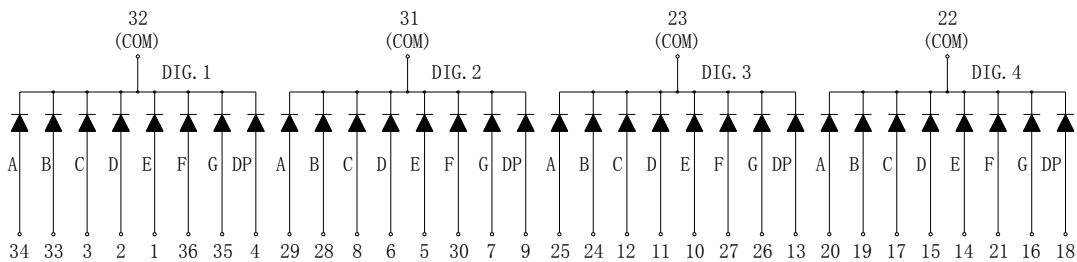 32 31 23 22
(COM) (COM) (COM) (COM)
DIG.1 DIG.2 DIG.3 DIG.4
A B C D E F G DP A B C D E F G DP A B C D E F G DP A B C D E F G DP
34 33 3 2 1 36 35 4 29 28 8 6 5 30 7 9 25 24 12 11 10 27 26 13 20 19 17 15 14 21 16 18